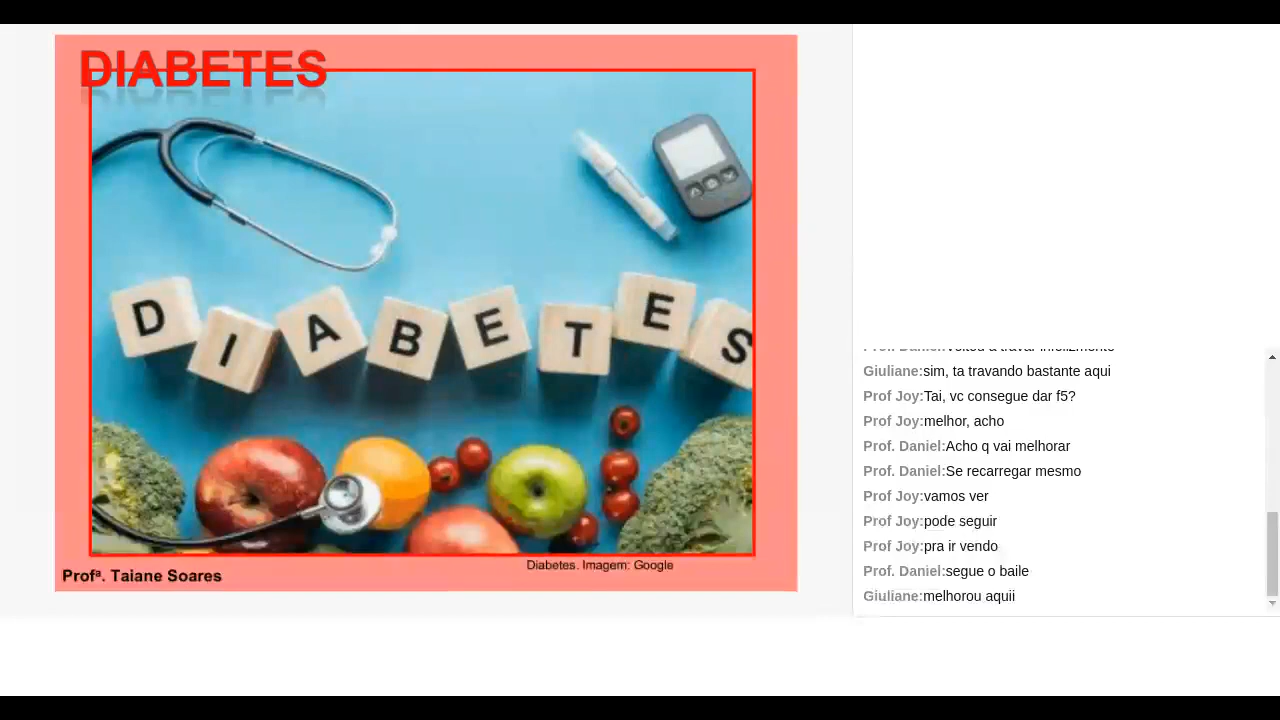 DIABETES
D I A B E T E S
Diabetes. Imagem: Google
Profª. Taiane Soares
Giuliane:sim, ta travando bastante aqui
Prof Joy:Tai, vc consegue dar f5?
Prof Joy:melhor, acho
Prof. Daniel:Acho q vai melhorar
Prof. Daniel:Se recarregar mesmo
Prof Joy:vamos ver
Prof Joy:pode seguir
Prof Joy:pra ir vendo
Prof. Daniel:segue o baile
Giuliane:melhorou aquii